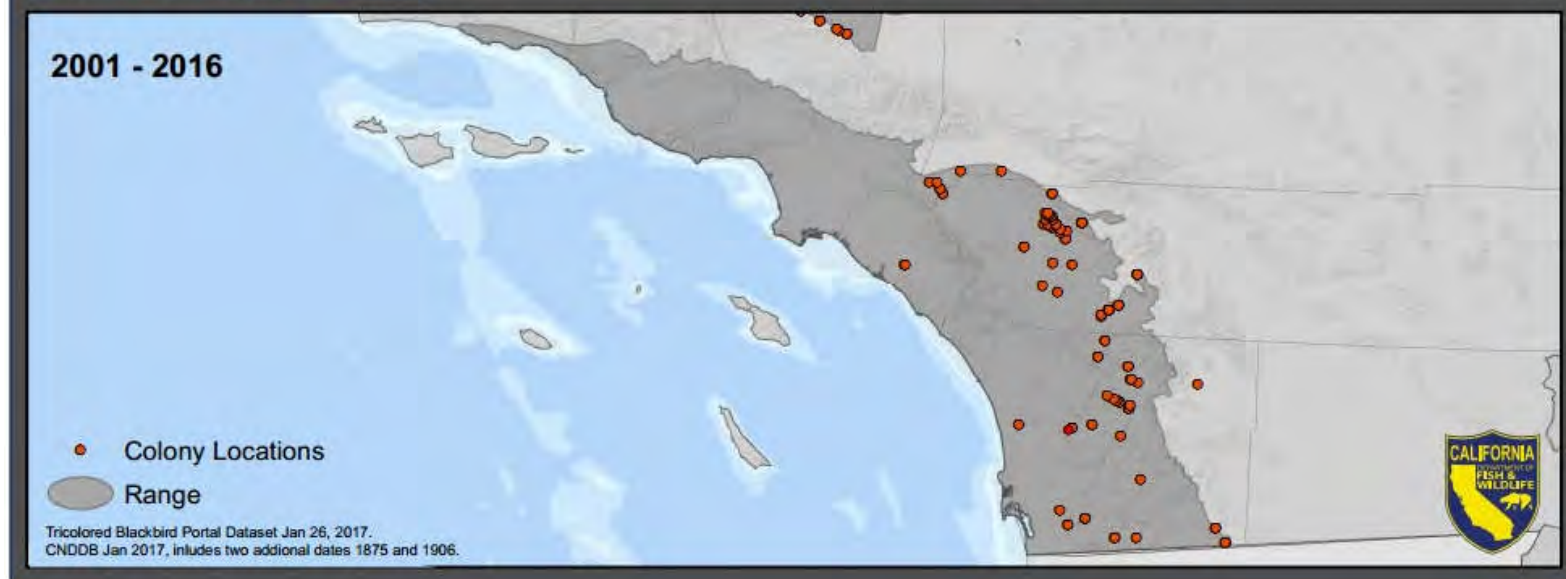 2001 - 2016
Colony Locations
Range
Tricolored Blackbird Portal Dataset Jan 26, 2017.
CNDDB Jan 2017, inludes two addional dates 1875 and 1906.
CALIFORNIA
DEPARTMENT OF
FISH &
WILDLIFE